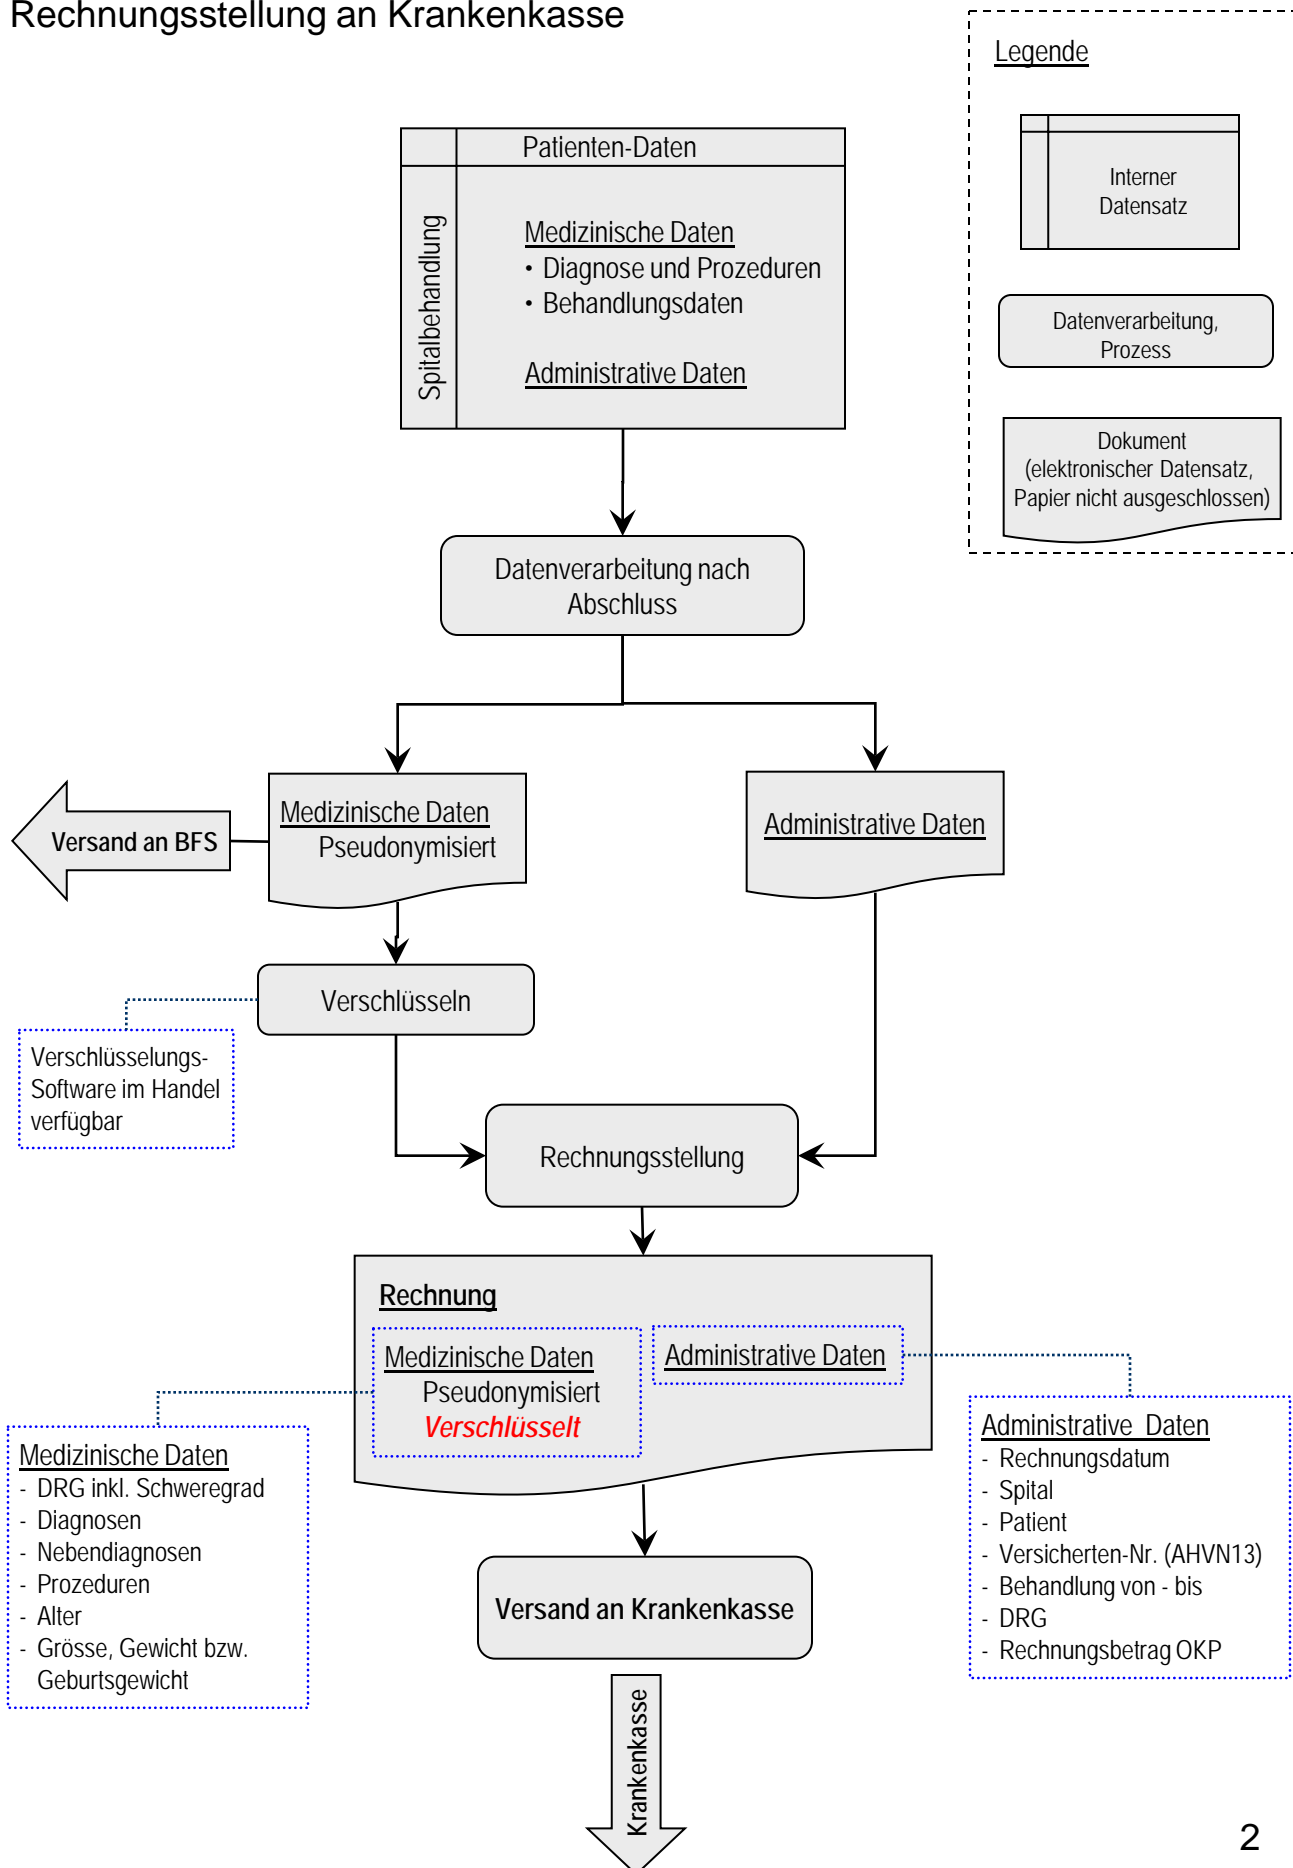 Rechnungsstellung an Krankenkasse
Legende
Interner
Datensatz
Datenverarbeitung,
Prozess
Dokument
(elektronischer Datensatz,
Papier nicht ausgeschlossen)
Patienten-Daten
Spitalbehandlung
Medizinische Daten
• Diagnose und Prozeduren
• Behandlungsdaten
Administrative Daten
Datenverarbeitung nach
Abschluss
Versand an BFS
Medizinische Daten
Pseudonymisiert
Administrative Daten
Verschlüsseln
Verschlüsselungs-
Software im Handel
verfügbar
Rechnungsstellung
Rechnung
Medizinische Daten
Pseudonymisiert
Verschlüsselt
Administrative Daten
Medizinische Daten
- DRG inkl. Schweregrad
- Diagnosen
- Nebendiagnosen
- Prozeduren
- Alter
- Grösse, Gewicht bzw.
Geburtsgewicht
Administrative Daten
- Rechnungsdatum
- Spital
- Patient
- Versicherten-Nr. (AHVN13)
- Behandlung von - bis
- DRG
- Rechnungsbetrag OKP
Versand an Krankenkasse
Krankenkasse
2